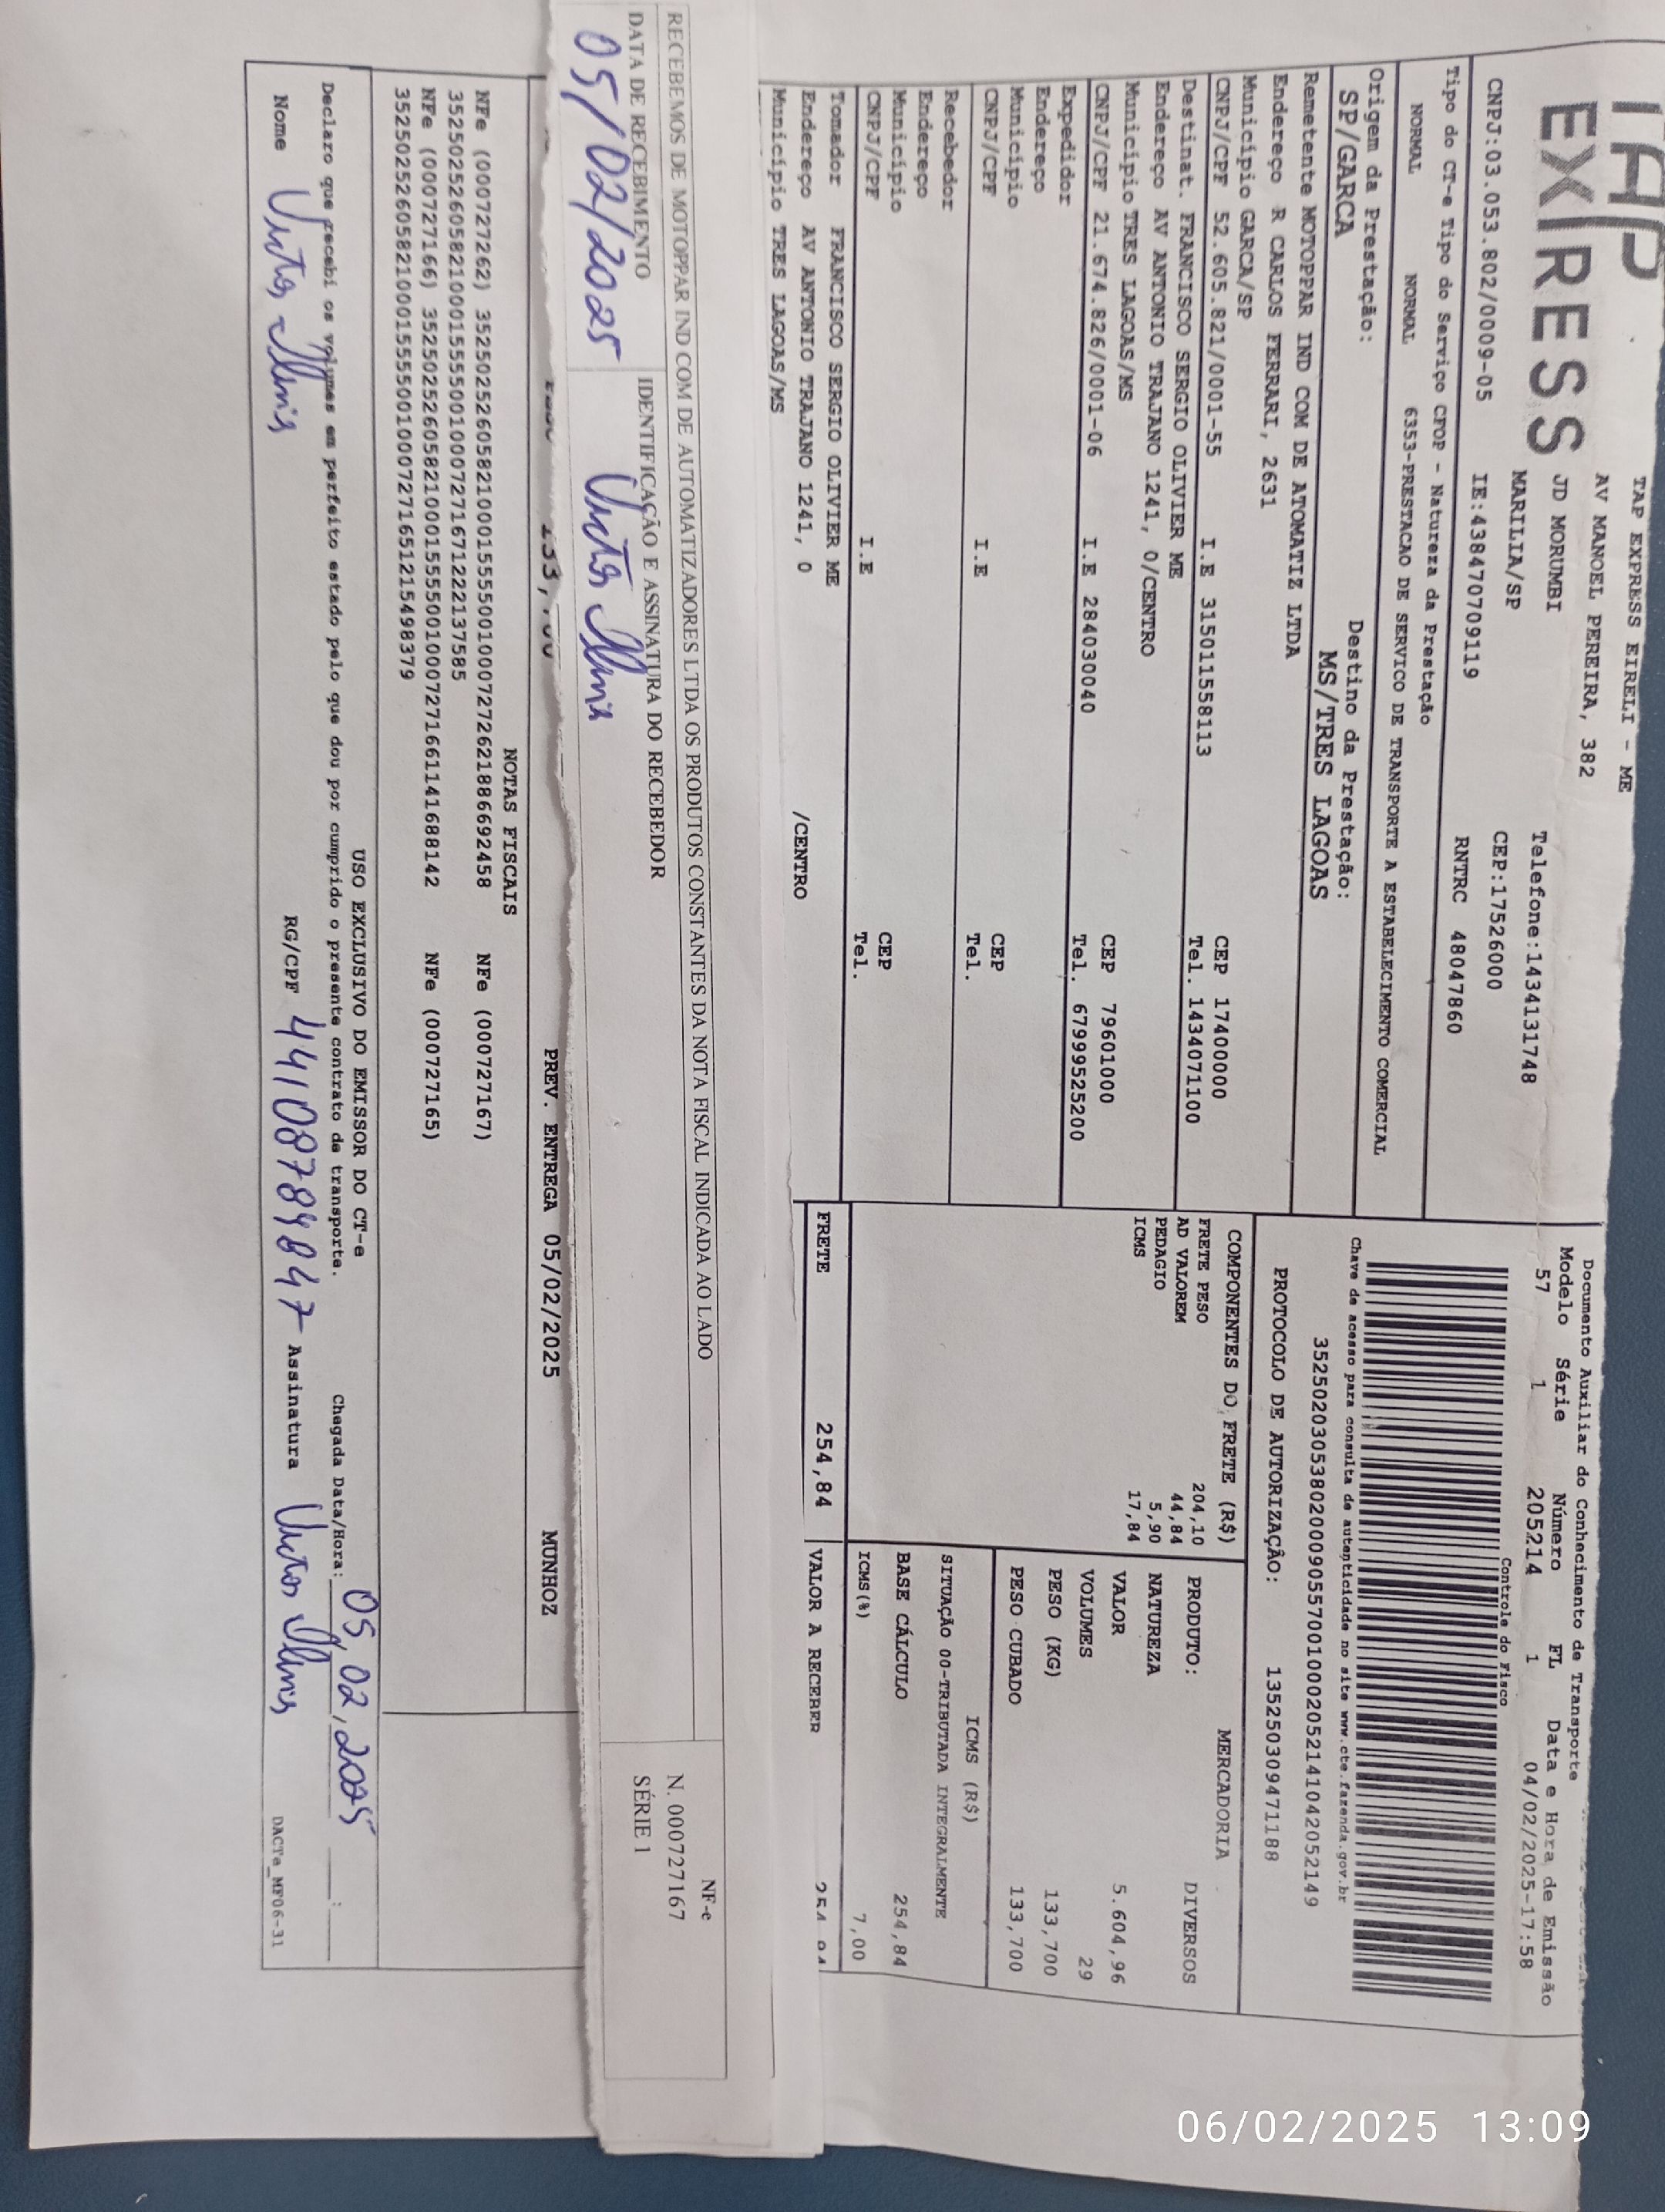 TAP EXPRESS EIRELI - ME
AV MANOEL PEREIRA, 382
TAP
EXPRESS
JD MORUMBI
Telefone:1434131748
MARILIA/SP
CEP:17526000
CNPJ:03.053.802/0009-05 IE:438470709119 RNTRC 48047860
Tipo do CT-e Tipo do Serviço CFOP - Natureza da Prestação
NORMAL NORMAL 6353-PRESTACAO DE SERVICO DE TRANSPORTE A ESTABELECIMENTO COMERCIAL
Origem da Prestação: Destino da Prestação:
SP/GARCA MS/TRES LAGOAS
Remetente MOTOPPAR IND COM DE ATOMATIZ LTDA
Endereço R CARLOS FERRARI, 2631
Município GARCA/SP CEP 17400000
CNPJ/CPF 52.605.821/0001-55 I.E 315011558113 Tel. 1434071100
Destinat. FRANCISCO SERGIO OLIVIER ME
Endereço AV ANTONIO TRAJANO 1241, 0/CENTRO
Município TRES LAGOAS/MS CEP 79601000
CNPJ/CPF 21.674.826/0001-06 I.E 284030040 Tel. 67999525200
Expedidor
Endereço
Município CEP
CNPJ/CPF I.E Tel.
Recebedor
Endereço
Município CEP
CNPJ/CPF I.E Tel.
Tomador FRANCISCO SERGIO OLIVIER ME
Endereço AV ANTONIO TRAJANO 1241, 0 /CENTRO
Município TRES LAGOAS/MS
Documento Auxiliar do Conhecimento de Transporte
Modelo Série Número FL Data e Hora de Emissão
57 1 205214 1 04/02/2025-17:58
Controle do Fisco
Chave de acesso para consulta de autenticidade no site www.cte.fazenda.gov.br
35250203053802000905570010002052141042052149
PROTOCOLO DE AUTORIZAÇÃO: 135250309471188
COMPONENTES DO FRETE (R$)
FRETE PESO 204,10
AD VALOREM 44,84
PEDAGIO 5,90
ICMS 17,84
MERCADORIA
PRODUTO: DIVERSOS
NATUREZA
VALOR 5.604,96
VOLUMES 29
PESO (KG) 133,700
PESO CUBADO 133,700
ICMS (R$)
SITUAÇÃO 00-TRIBUTADA INTEGRALMENTE
BASE CÁLCULO 254,84
ICMS(%) 7,00
FRETE 254,84 VALOR A RECEBER 254,84
RECEBEMOS DE MOTOPPAR IND COM DE AUTOMATIZADORES LTDA OS PRODUTOS CONSTANTES DA NOTA FISCAL INDICADA AO LADO
DATA DE RECEBIMENTO IDENTIFICAÇÃO E ASSINATURA DO RECEBEDOR
05/02/2025 Victor
NF-e
N. 000727167
SÉRIE 1
PREV. ENTREGA 05/02/2025 MUNHOZ
NOTAS FISCAIS
NFe (000727262) 35250252605821000155550010007272621886692458 NFe (000727167)
35250252605821000155550010007271671222137585
NFe (000727166) 35250252605821000155550010007271661141688142 NFe (000727165)
35250252605821000155550010007271651215498379
USO EXCLUSIVO DO EMISSOR DO CT-e
Declaro que recebi os volumes em perfeito estado pelo que dou por cumprido o presente contrato de transporte. Chegada Data/Hora: 05,02,2025 :
Nome Victor RG/CPF 44108789847 Assinatura Victor
DACTe_MF06-31
06/02/2025 13:09